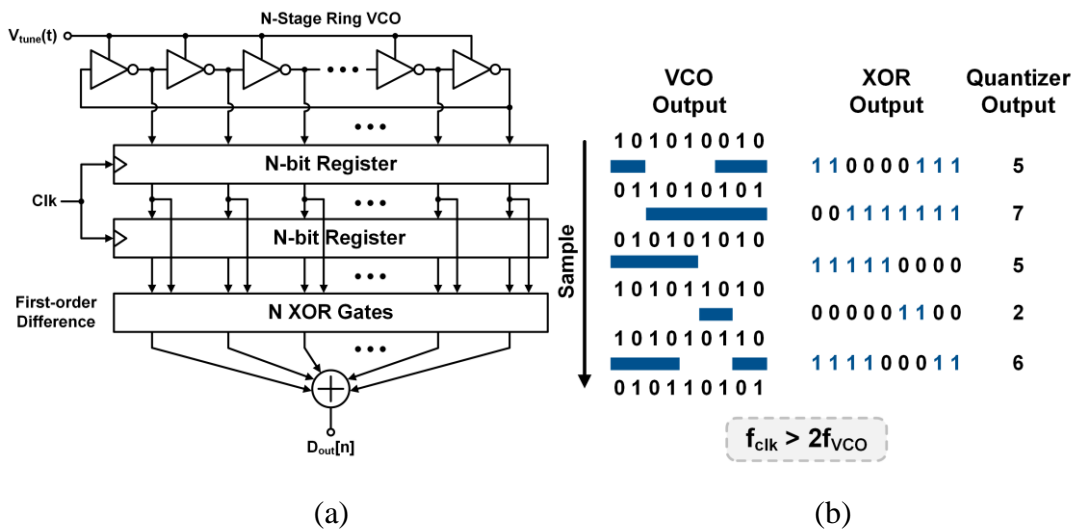 N-Stage Ring VCO
V_tune(t)
N-bit Register
Clk
N-bit Register
First-order
Difference
N XOR Gates
D_out[n]
(a)
VCO
Output
XOR
Output
Quantizer
Output
Sample
1 0 1 0 1 0 0 1 0
1 1 0 0 0 0 1 1 1 5
0 1 1 0 1 0 1 0 1
0 0 1 1 1 1 1 1 1 7
0 1 0 1 0 1 0 1 0
1 1 1 1 1 0 0 0 0 5
1 0 1 0 1 1 0 1 0
0 0 0 0 0 1 1 0 0 2
1 0 1 0 1 0 1 1 0
1 1 1 1 0 0 0 1 1 6
0 1 0 1 1 0 1 0 1
f_clk > 2f_VCO
(b)